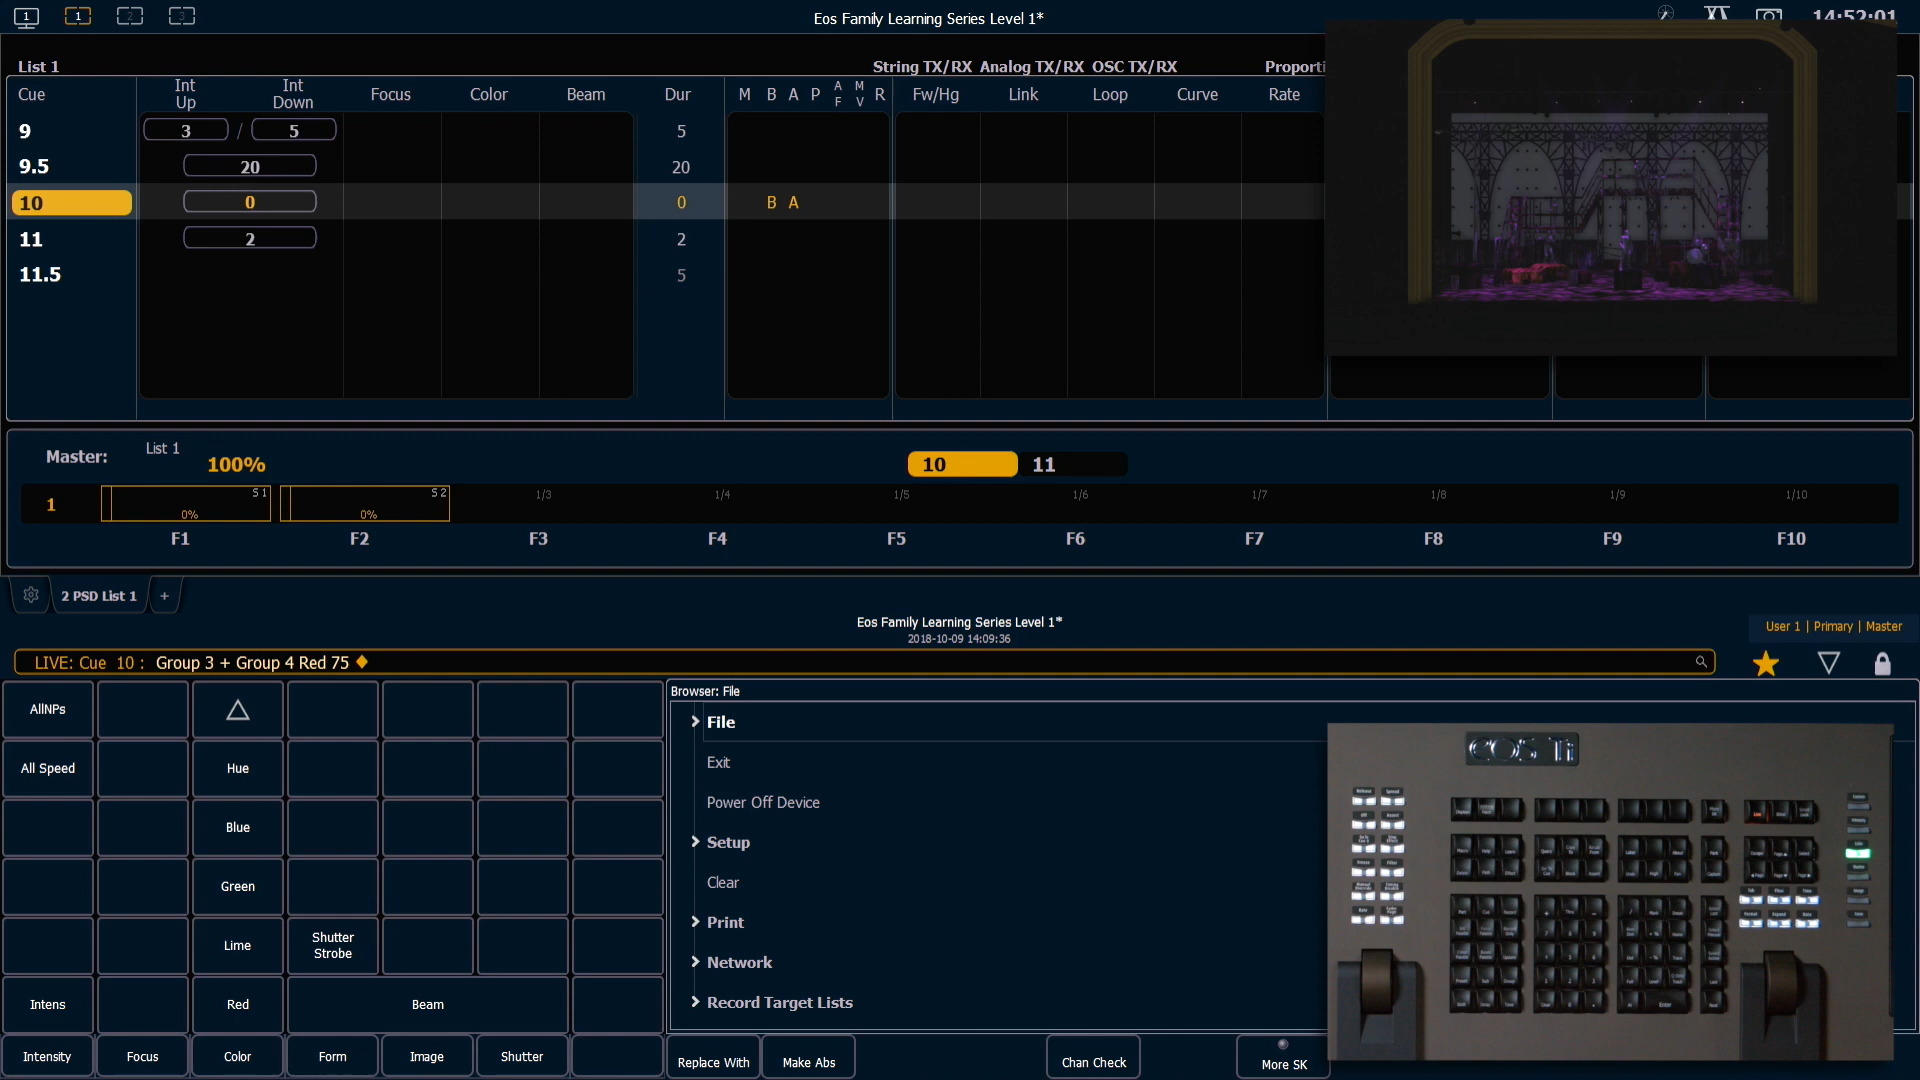 1 1 2 3
Eos Family Learning Series Level 1*
14:52:01
List 1
String TX/RX Analog TX/RX OSC TX/RX
Proporti
Cue
Int Up
Int Down
Focus
Color
Beam
Dur
M B A P AF MV R
Fw/Hg
Link
Loop
Curve
Rate
9 3 / 5 5
9.5 20 20
10 0 0 B A
11 2 2
11.5 5
Master:
List 1
100%
10 11
1
S 1
0%
S 2
0%
1/3 1/4 1/5 1/6 1/7 1/8 1/9 1/10
F1 F2 F3 F4 F5 F6 F7 F8 F9 F10
2 PSD List 1 +
Eos Family Learning Series Level 1*
2018-10-09 14:09:36
User 1 | Primary | Master
LIVE: Cue 10 : Group 3 + Group 4 Red 75
AllNPs
All Speed
Hue
Blue
Green
Lime
Shutter Strobe
Intens
Red
Beam
Intensity
Focus
Color
Form
Image
Shutter
Browser: File
File
Exit
Power Off Device
Setup
Clear
Print
Network
Record Target Lists
Replace With
Make Abs
Chan Check
More SK
eos Ti